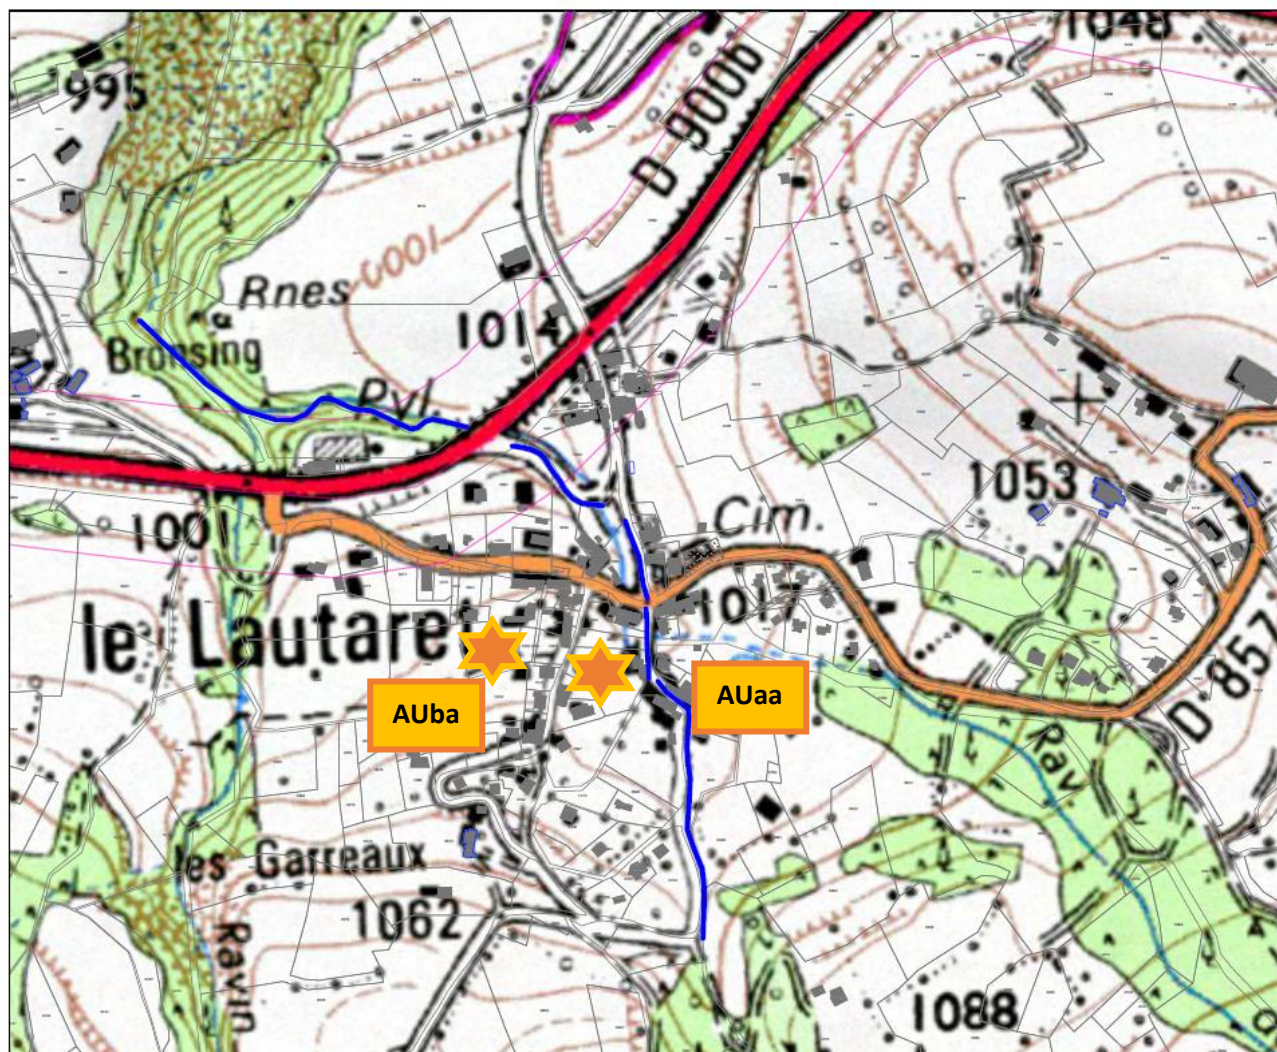 1048
995
D 900b
1000
Rnes
1014
Bronsing
Pvl
1053
Cim.
1001
1017
le Lautaret
AUba
AUaa
D 857
Rav.
les Garreaux
1062
Ravin
1088